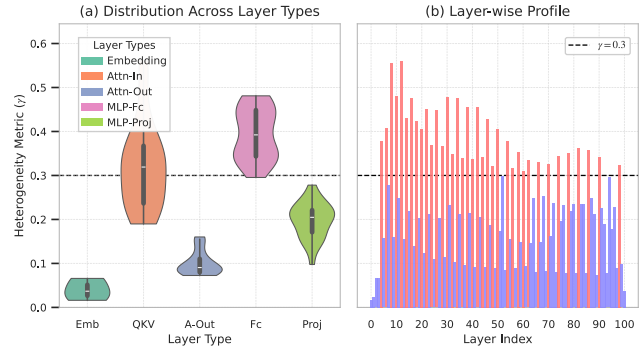 (a) Distribution Across Layer Types
(b) Layer-wise Profile
Heterogeneity Metric (γ)
0.6
0.5
0.4
0.3
0.2
0.1
0.0
Layer Types
Embedding
Attn-In
Attn-Out
MLP-Fc
MLP-Proj
γ = 0.3
Emb QKV A-Out Fc Proj
Layer Type
0 10 20 30 40 50 60 70 80 90 100
Layer Index